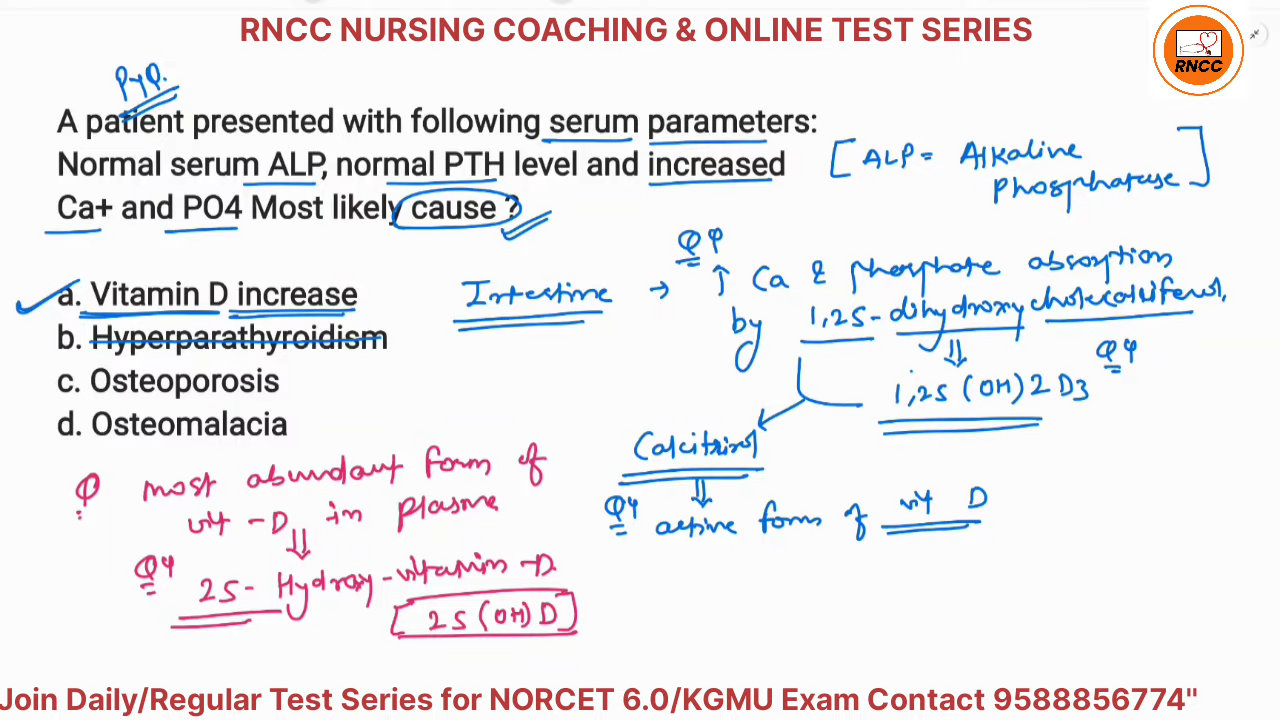 RNCC NURSING COACHING & ONLINE TEST SERIES
RNCC
PYQ.
A patient presented with following serum parameters:
Normal serum ALP, normal PTH level and increased
Ca+ and PO4 Most likely cause ?
[ ALP = Alkaline
phosphatase ]
a. Vitamin D increase
b. Hyperparathyroidism
c. Osteoporosis
d. Osteomalacia
Intestine → ↑ Ca & phosphate absorption
by 1,25-dihydroxycholecalciferol,
⇓
1,25 (OH)2 D3
Calcitriol
⇓
active form of vit D
Q most abundant form of
vit -D in plasma
⇓
25-Hydroxy-vitamin-D
[25(OH)D]
Join Daily/Regular Test Series for NORCET 6.0/KGMU Exam Contact 9588856774"